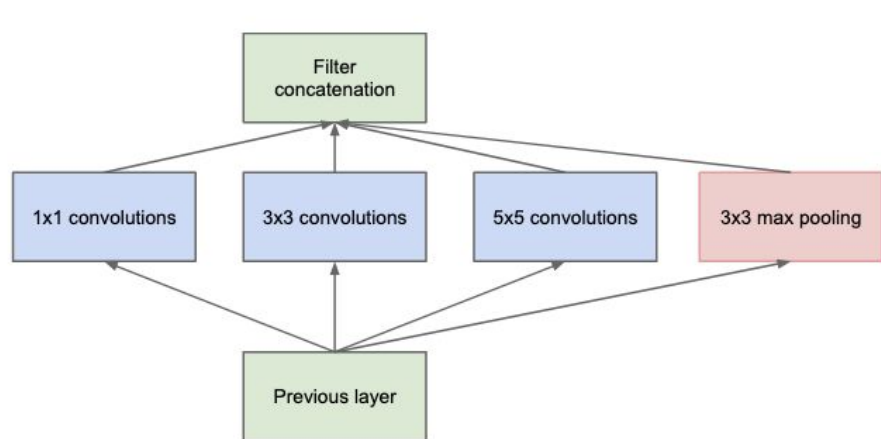 Filter
concatenation
1x1 convolutions
3x3 convolutions
5x5 convolutions
3x3 max pooling
Previous layer